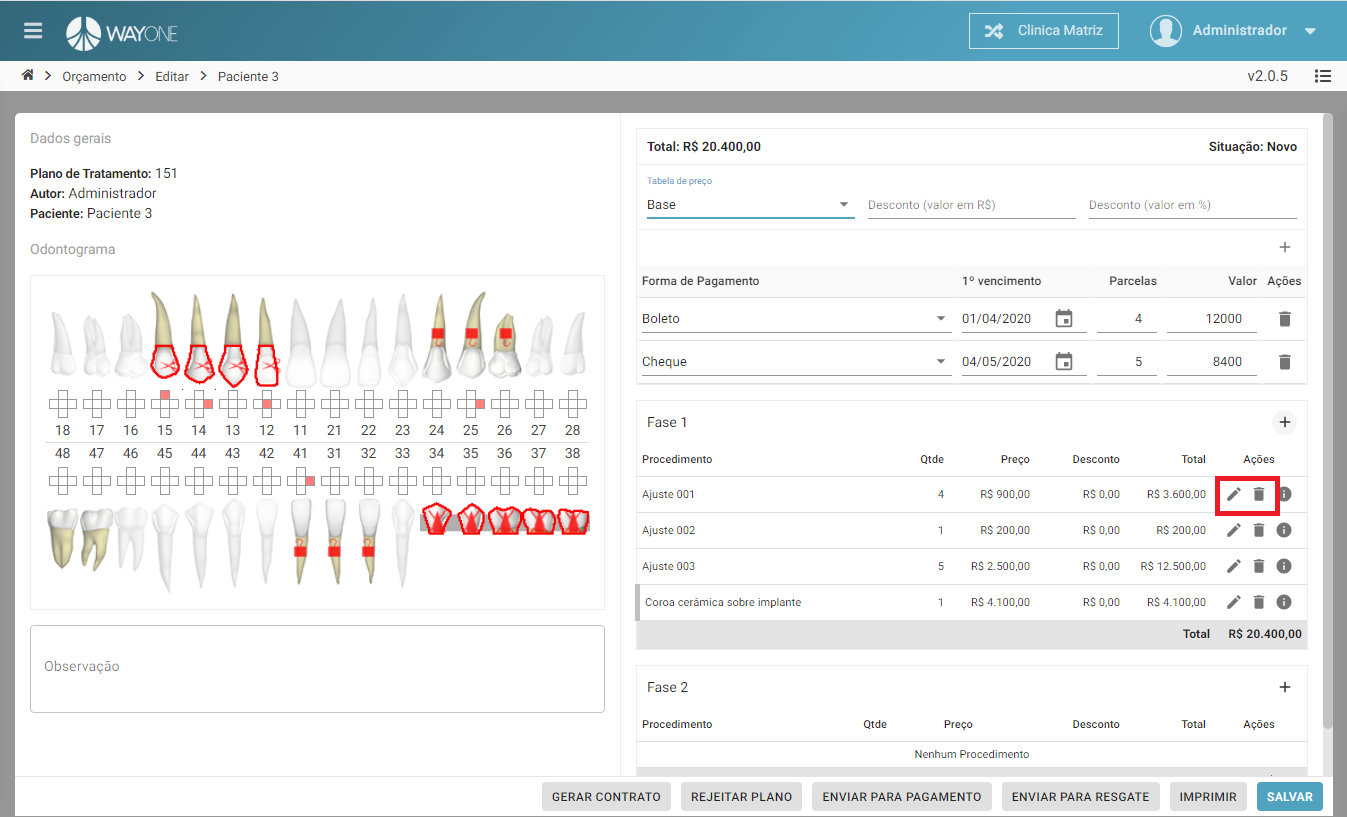 WAYONE
Clinica Matriz
Administrador
Orçamento
Editar
Paciente 3
v2.0.5
Dados gerais
Plano de Tratamento: 151
Autor: Administrador
Paciente: Paciente 3
Odontograma
18 17 16 15 14 13 12 11 21 22 23 24 25 26 27 28
48 47 46 45 44 43 42 41 31 32 33 34 35 36 37 38
Observação
Total: R$ 20.400,00 Situação: Novo
Tabela de preço
Base Desconto (valor em R$) Desconto (valor em %)
Forma de Pagamento 1º vencimento Parcelas Valor Ações
Boleto 01/04/2020 4 12000
Cheque 04/05/2020 5 8400
Fase 1
Procedimento Qtde Preço Desconto Total Ações
Ajuste 001 4 R$ 900,00 R$ 0,00 R$ 3.600,00
Ajuste 002 1 R$ 200,00 R$ 0,00 R$ 200,00
Ajuste 003 5 R$ 2.500,00 R$ 0,00 R$ 12.500,00
Coroa cerámica sobre implante 1 R$ 4.100,00 R$ 0,00 R$ 4.100,00
Total R$ 20.400,00
Fase 2
Procedimento Qtde Preço Desconto Total Ações
Nenhum Procedimento
GERAR CONTRATO REJEITAR PLANO ENVIAR PARA PAGAMENTO ENVIAR PARA RESGATE IMPRIMIR SALVAR